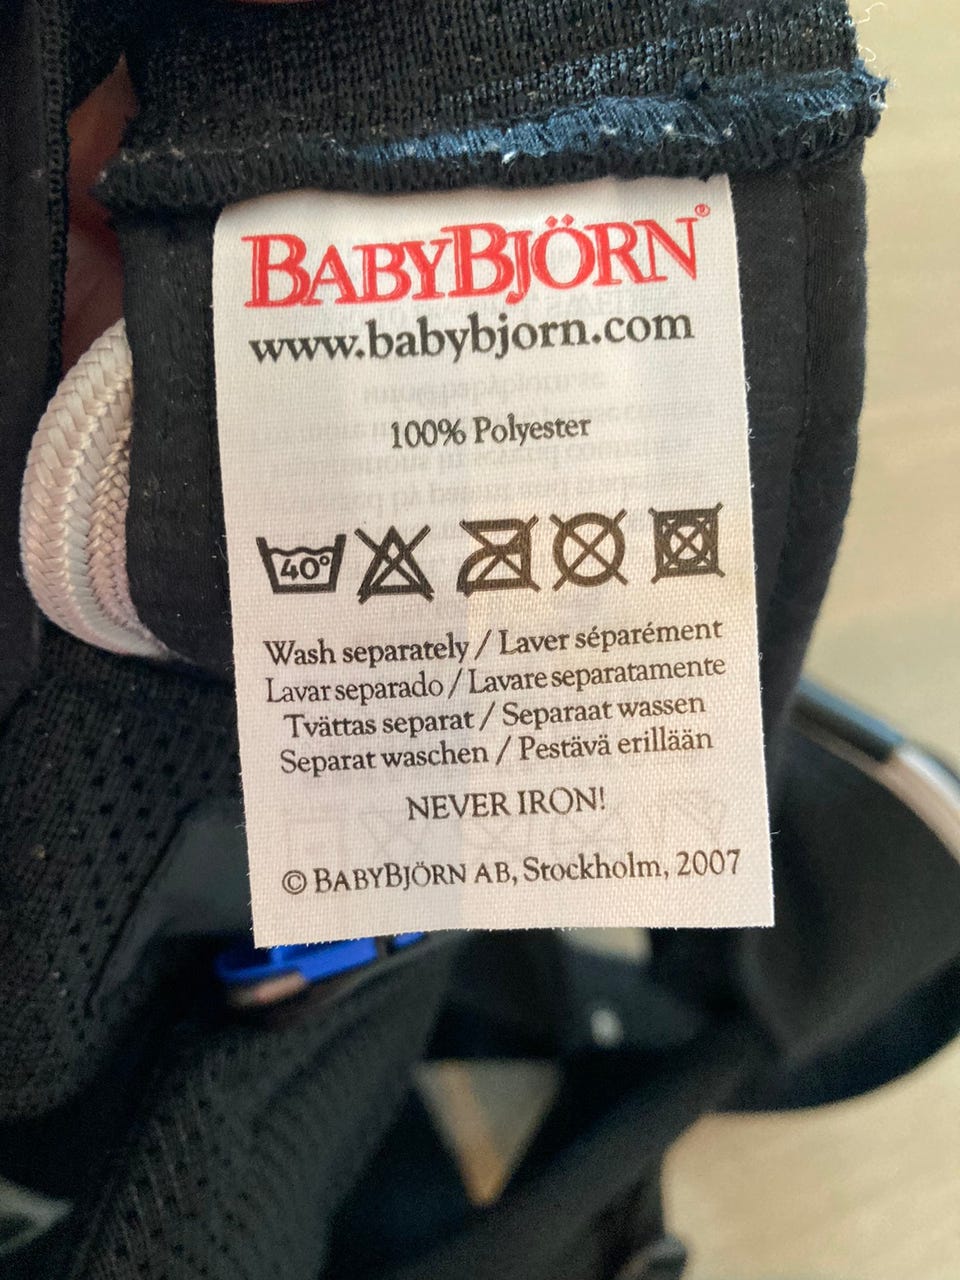 BABYBJÖRN®
www.babybjorn.com
100% Polyester
40°
Wash separately / Laver séparément
Lavar separado / Lavare separatamente
Tvättas separat / Separaat wassen
Separat waschen / Pestävä erillään
NEVER IRON!
© BABYBJÖRN AB, Stockholm, 2007